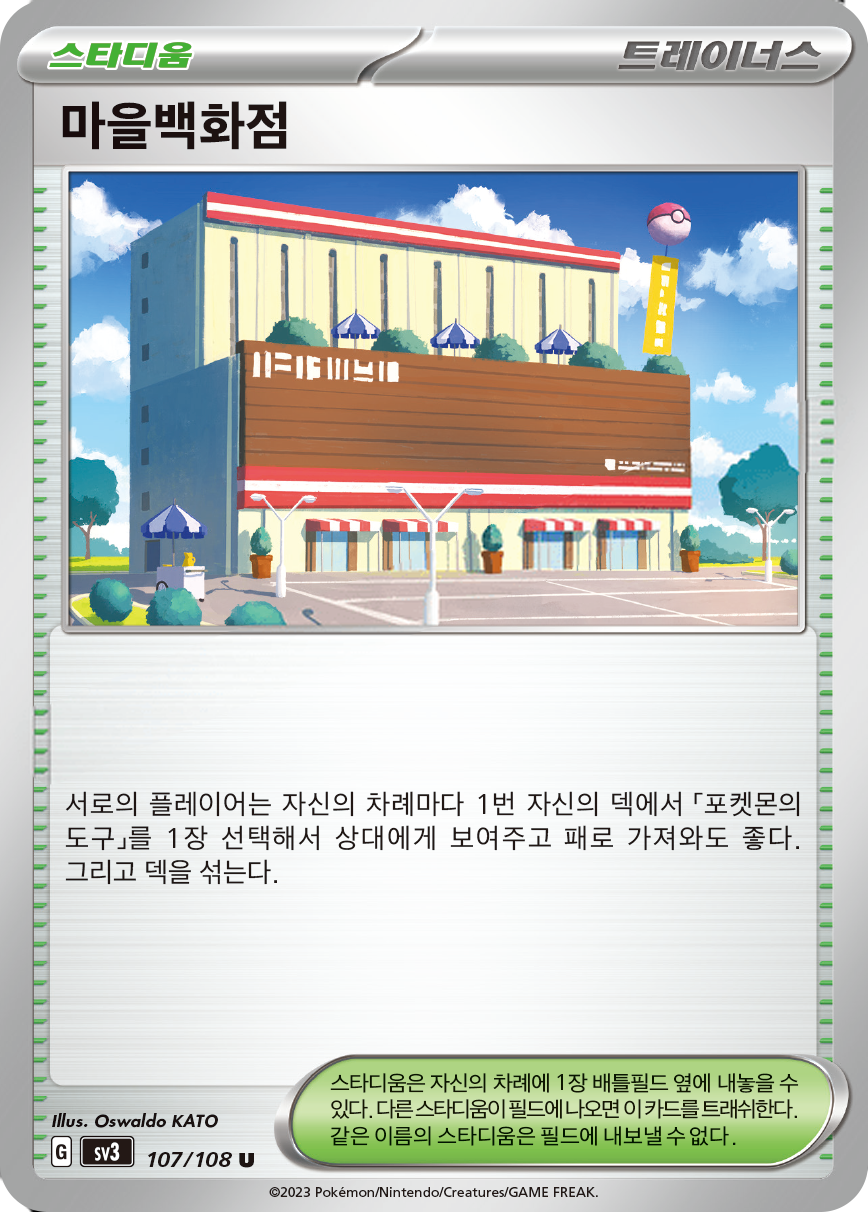 스타디움 트레이너스
마을백화점
서로의 플레이어는 자신의 차례마다 1번 자신의 덱에서 「포켓몬의
도구」를 1장 선택해서 상대에게 보여주고 패로 가져와도 좋다.
그리고 덱을 섞는다.
스타디움은 자신의 차례에 1장 배틀필드 옆에 내놓을 수
있다. 다른 스타디움이 필드에 나오면 이 카드를 트래쉬한다.
같은 이름의 스타디움은 필드에 내보낼 수 없다.
Illus. Oswaldo KATO
G sv3 107/108 U
©2023 Pokémon/Nintendo/Creatures/GAME FREAK.